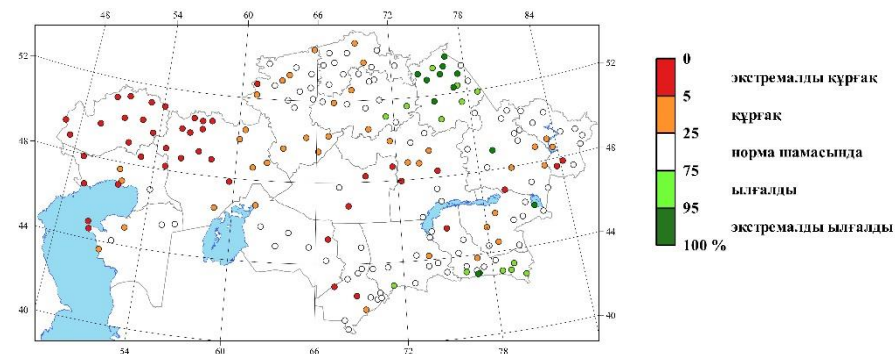 48 54 60 66 72 78 84
52
48
44
40
52
48
44
40
54 60 66 72 78
0
экстремалды құрғақ
5
құрғақ
25
норма шамасында
75
ылғалды
95
экстремалды ылғалды
100 %